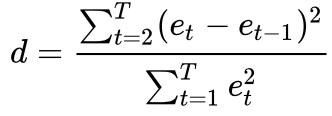 d = \frac{\sum_{t=2}^{T} (e_t - e_{t-1})^2}{\sum_{t=1}^{T} e_t^2}